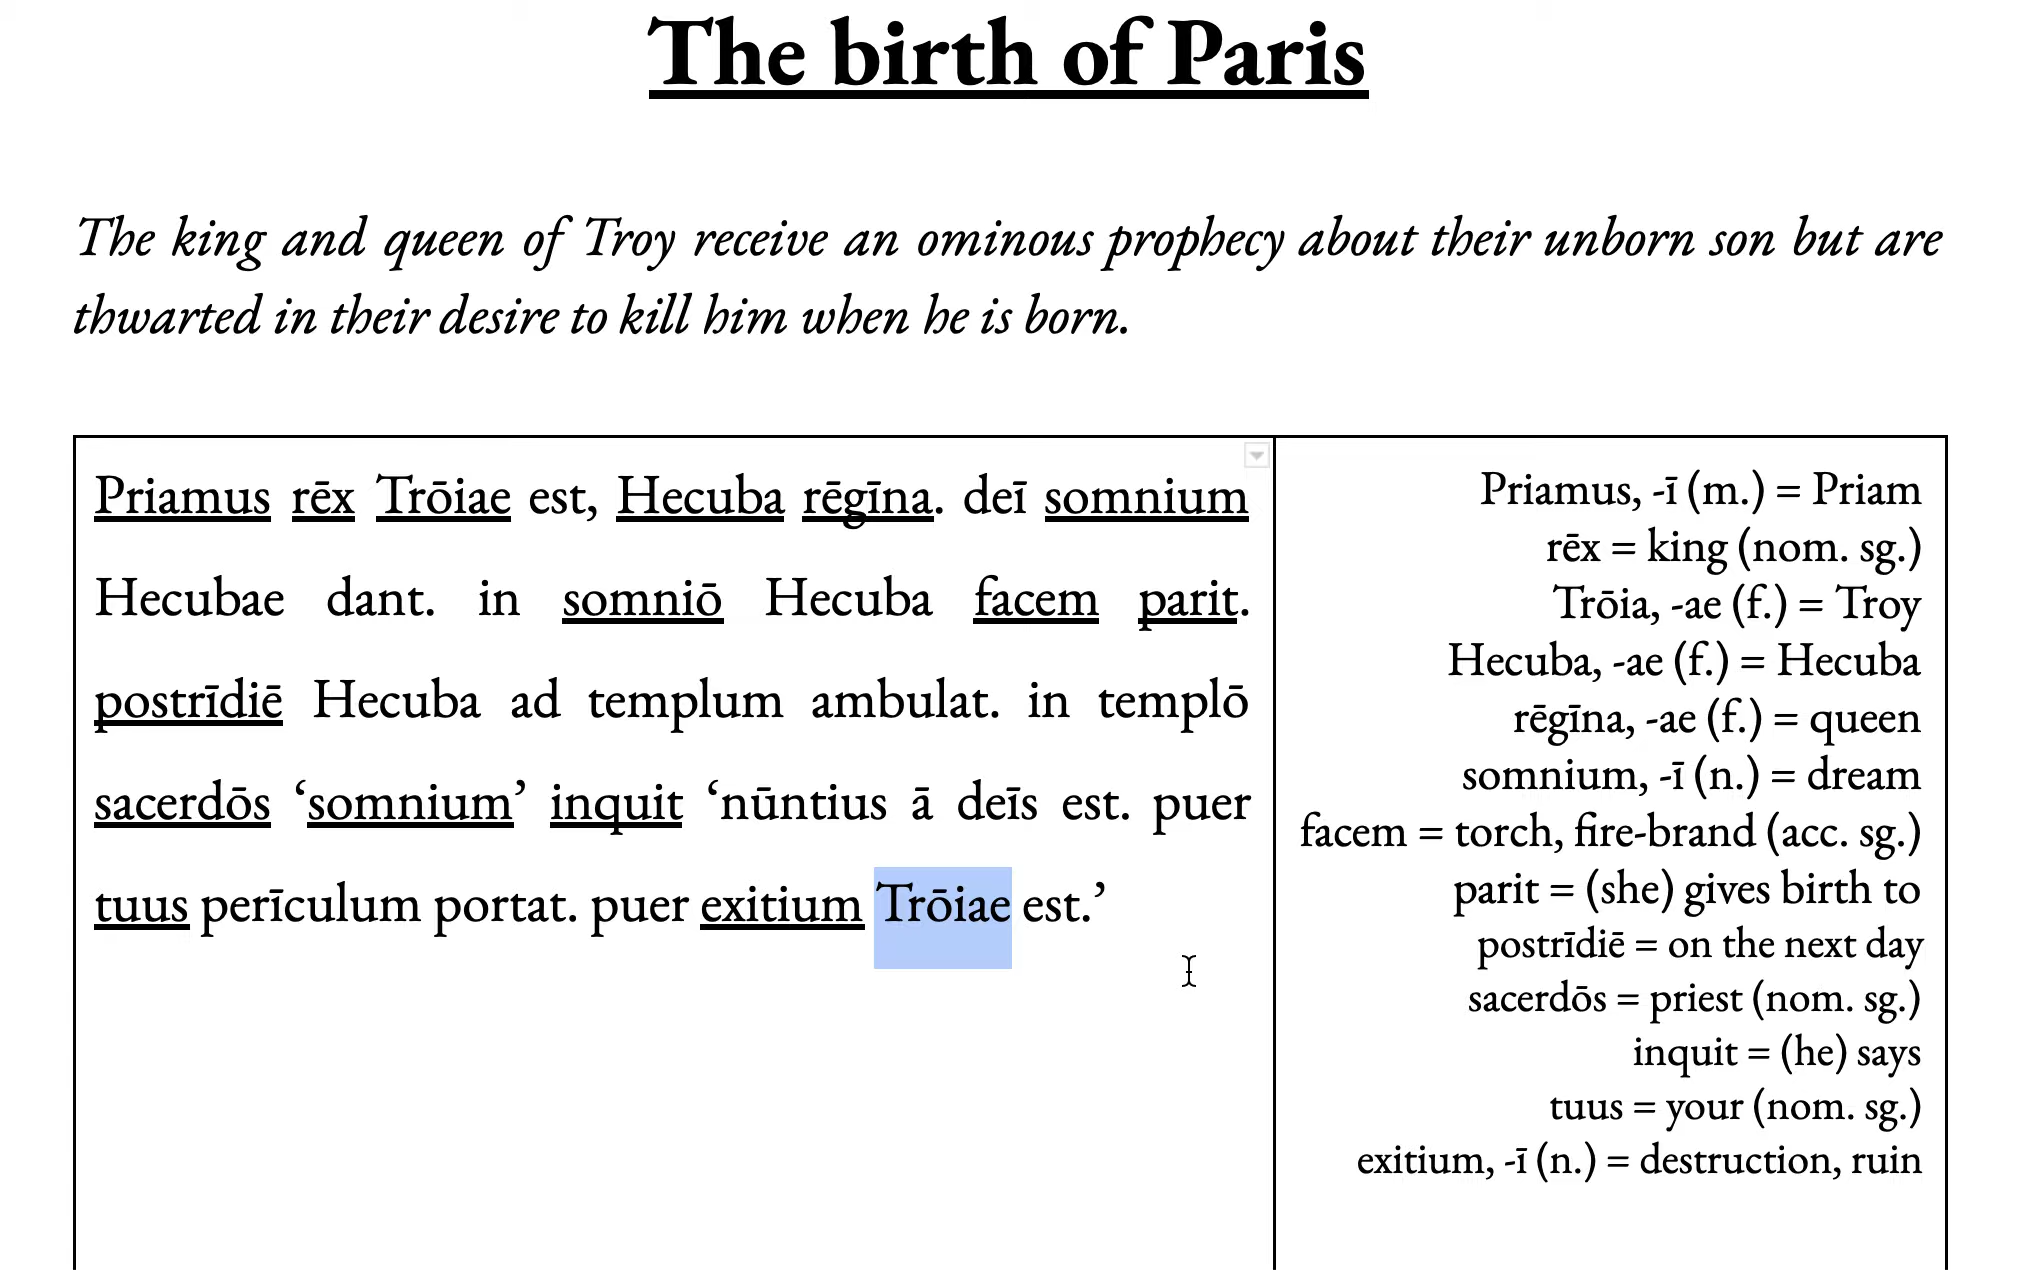 The birth of Paris
The king and queen of Troy receive an ominous prophecy about their unborn son but are
thwarted in their desire to kill him when he is born.
Priamus rēx Trōiae est, Hecuba rēgīna. deī somnium
Hecubae dant. in somniō Hecuba facem parit.
postrīdiē Hecuba ad templum ambulat. in templō
sacerdōs ‘somnium’ inquit ‘nūntius ā deīs est. puer
tuus perīculum portat. puer exitium Trōiae est.’
Priamus, -ī (m.) = Priam
rēx = king (nom. sg.)
Trōia, -ae (f.) = Troy
Hecuba, -ae (f.) = Hecuba
rēgīna, -ae (f.) = queen
somnium, -ī (n.) = dream
facem = torch, fire-brand (acc. sg.)
parit = (she) gives birth to
postrīdiē = on the next day
sacerdōs = priest (nom. sg.)
inquit = (he) says
tuus = your (nom. sg.)
exitium, -ī (n.) = destruction, ruin